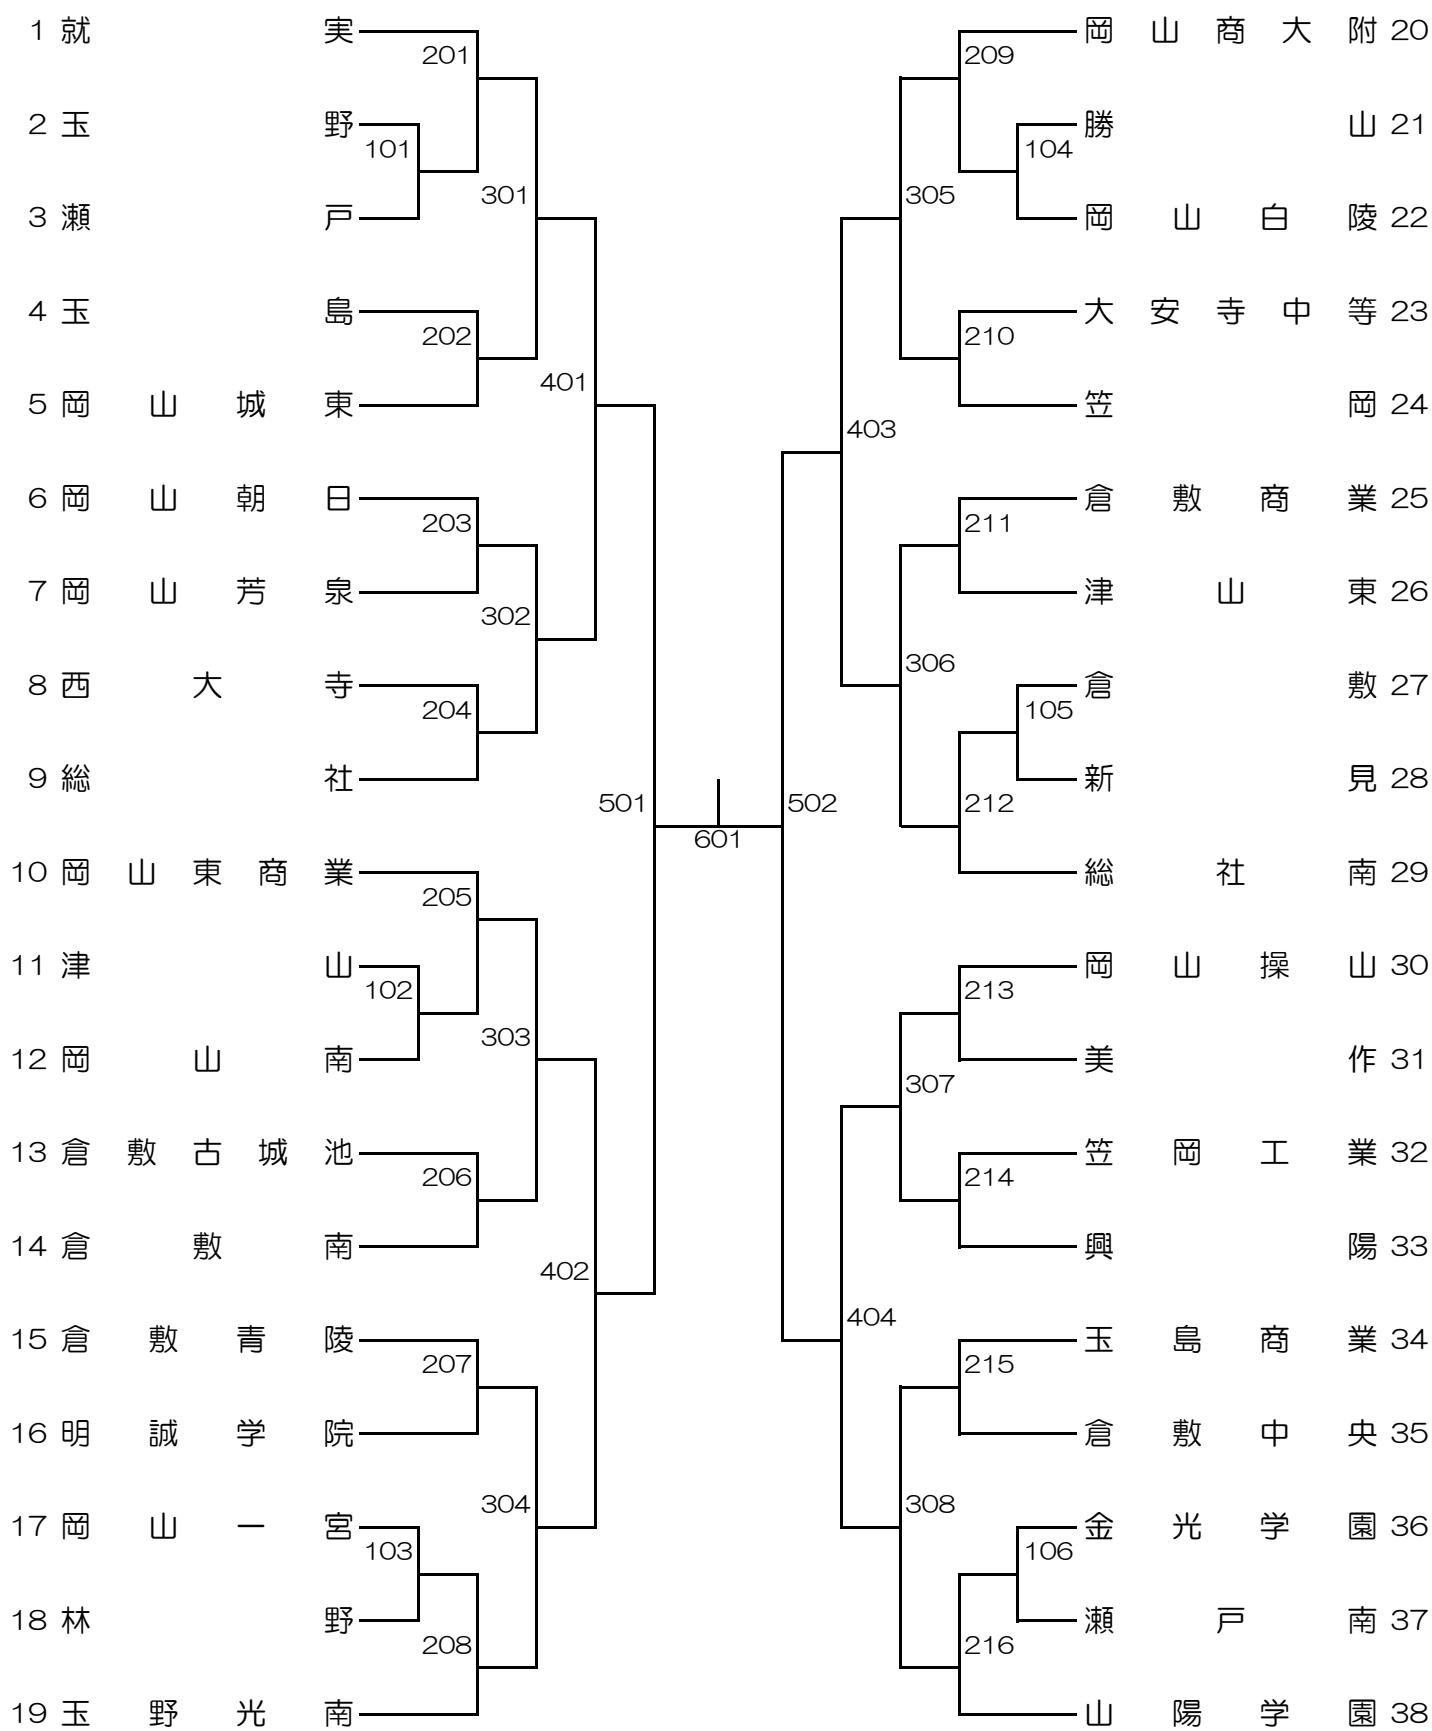 1 就実
201
2 玉野
101
3 瀬戸
301
4 玉島
202
401
5 岡山城東
6 岡山朝日
203
7 岡山芳泉
302
8 西大寺
204
9 総社
501
10 岡山東商業
205
11 津山
102
12 岡山南
303
13 倉敷古城池
206
14 倉敷南
402
15 倉敷青陵
207
16 明誠学院
304
17 岡山一宮
103
18 林野
208
19 玉野光南
601
岡山商大附 20
209
勝山 21
104
岡山白陵 22
305
大安寺中等 23
210
笠岡 24
403
倉敷商業 25
211
津山東 26
306
倉敷 27
105
新見 28
502
212
総社南 29
岡山操山 30
213
美作 31
307
笠岡工業 32
214
興陽 33
404
玉島商業 34
215
倉敷中央 35
308
金光学園 36
106
瀬戸南 37
216
山陽学園 38